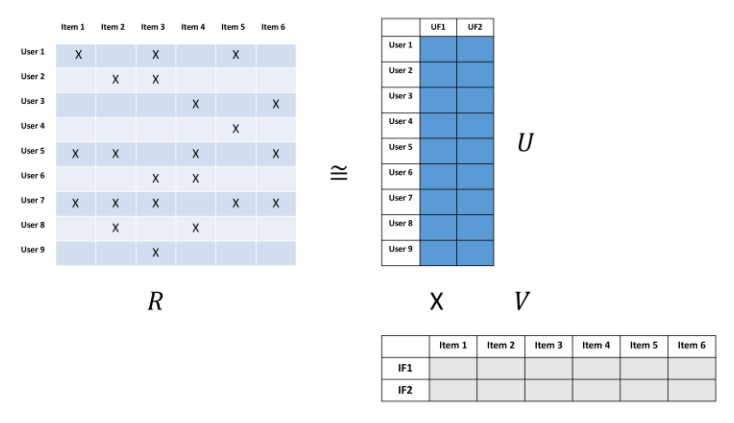 Item 1 Item 2 Item 3 Item 4 Item 5 Item 6
User 1 X X X
User 2 X X
User 3 X X
User 4 X
User 5 X X X X
User 6 X X
User 7 X X X X X
User 8 X X
User 9 X
R
≅
UF1 UF2
User 1
User 2
User 3
User 4
User 5
User 6
User 7
User 8
User 9
U
X V
Item 1 Item 2 Item 3 Item 4 Item 5 Item 6
IF1
IF2